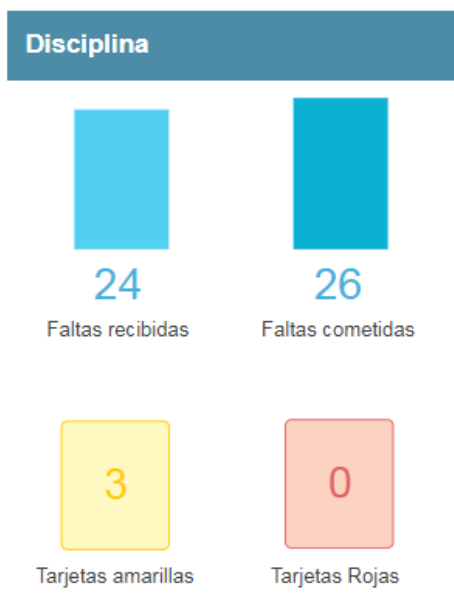 Disciplina
24
26
Faltas recibidas
Faltas cometidas
3
0
Tarjetas amarillas
Tarjetas Rojas